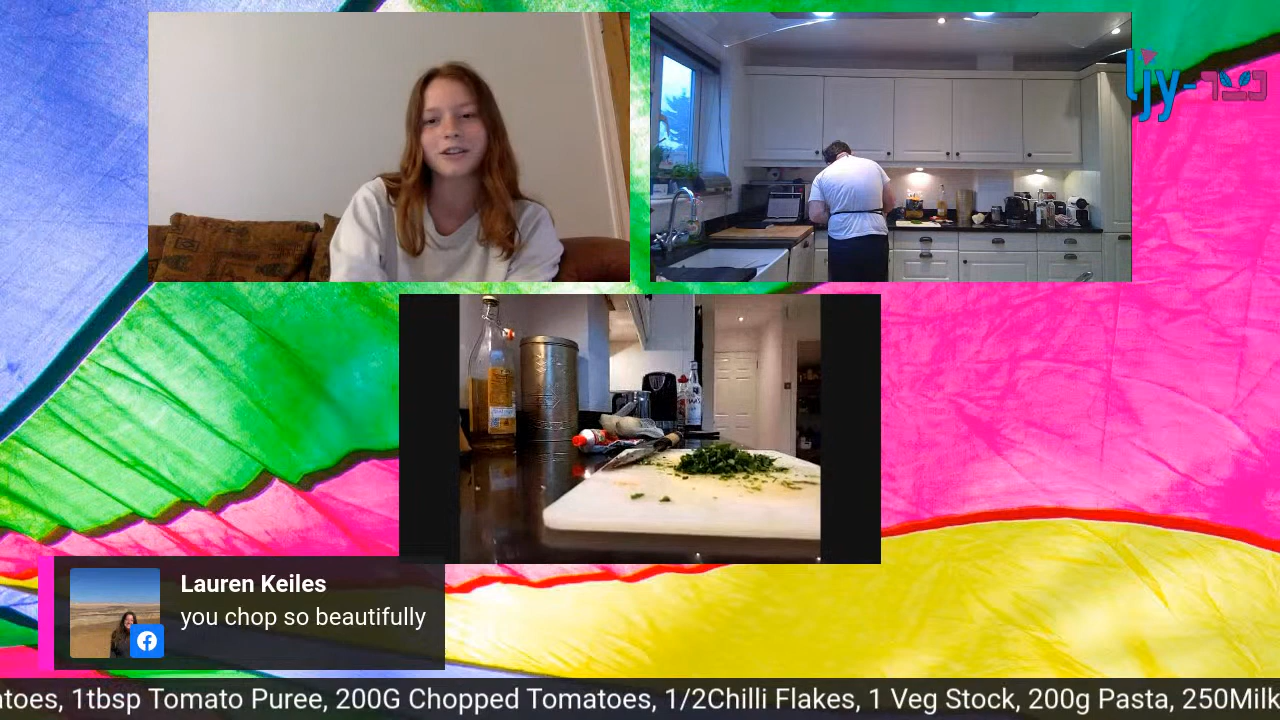 ljy-נצר
Lauren Keiles
you chop so beautifully
atoes, 1tbsp Tomato Puree, 200G Chopped Tomatoes, 1/2Chilli Flakes, 1 Veg Stock, 200g Pasta, 250Milk